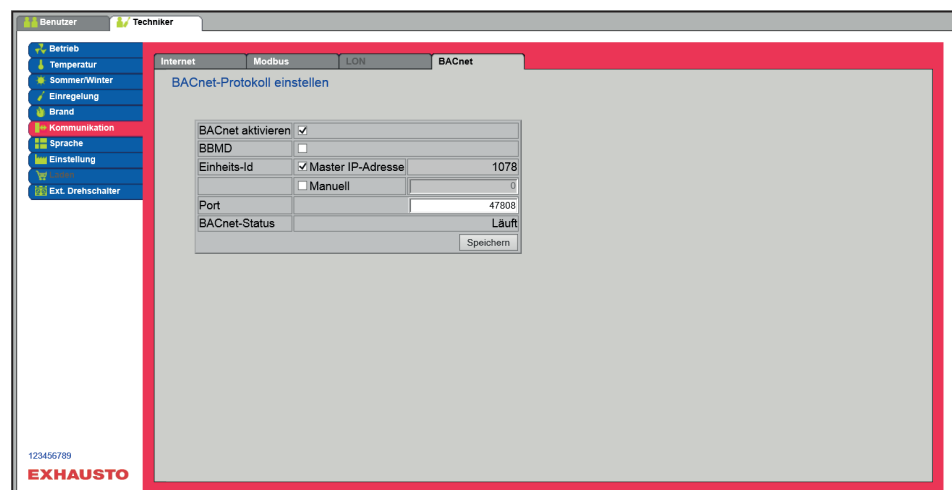 Benutzer
Techniker
Betrieb
Temperatur
Sommer/Winter
Einregelung
Brand
Kommunikation
Sprache
Einstellung
Ext. Drehschalter
Internet
Modbus
LON
BACnet
BACnet-Protokoll einstellen
BACnet aktivieren
BBMD
Einheits-Id Master IP-Adresse 1078
Manuell 0
Port 47808
BACnet-Status Läuft
Speichern
123456789
EXHAUSTO